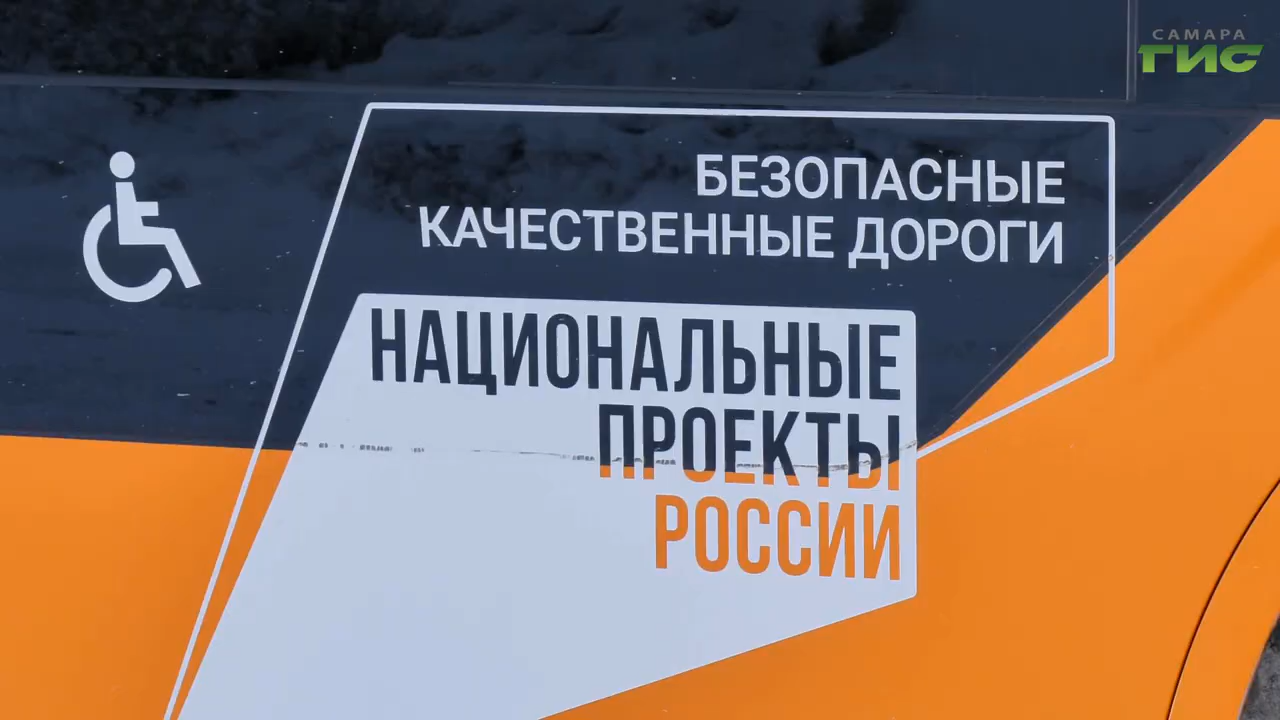 САМАРА
ГИС
БЕЗОПАСНЫЕ
КАЧЕСТВЕННЫЕ ДОРОГИ
НАЦИОНАЛЬНЫЕ
ПРОЕКТЫ
РОССИИ